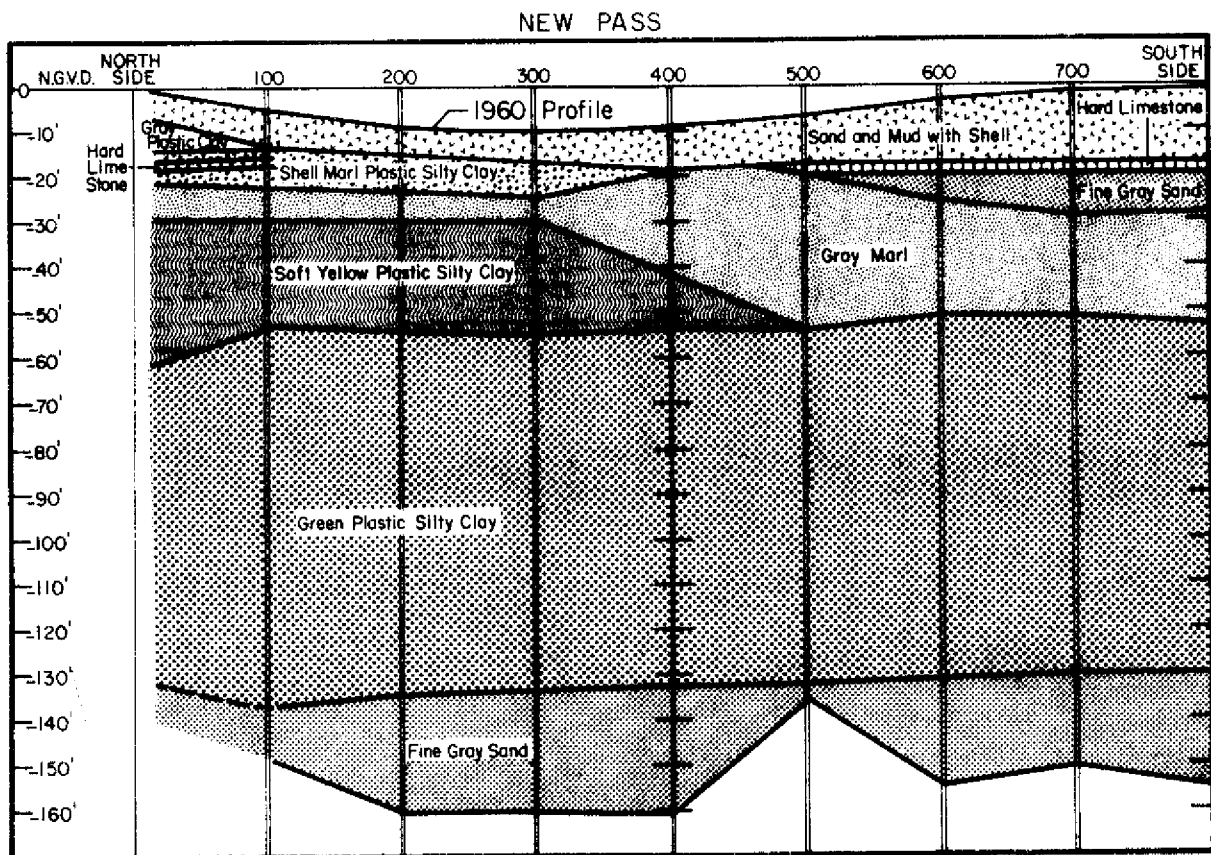 NEW PASS
NORTH SIDE
SOUTH SIDE
N.G.V.D.
100 200 300 400 500 600 700
0
1960 Profile
Hard Limestone
-10'
Gray Plastic Clay
Sand and Mud with Shell
Hard Lime Stone
-20'
Shell Marl Plastic Silty Clay
Fine Gray Sand
-30'
Gray Marl
-40'
Soft Yellow Plastic Silty Clay
-50'
-60'
-70'
-80'
-90'
Green Plastic Silty Clay
-100'
-110'
-120'
-130'
-140'
Fine Gray Sand
-150'
-160'